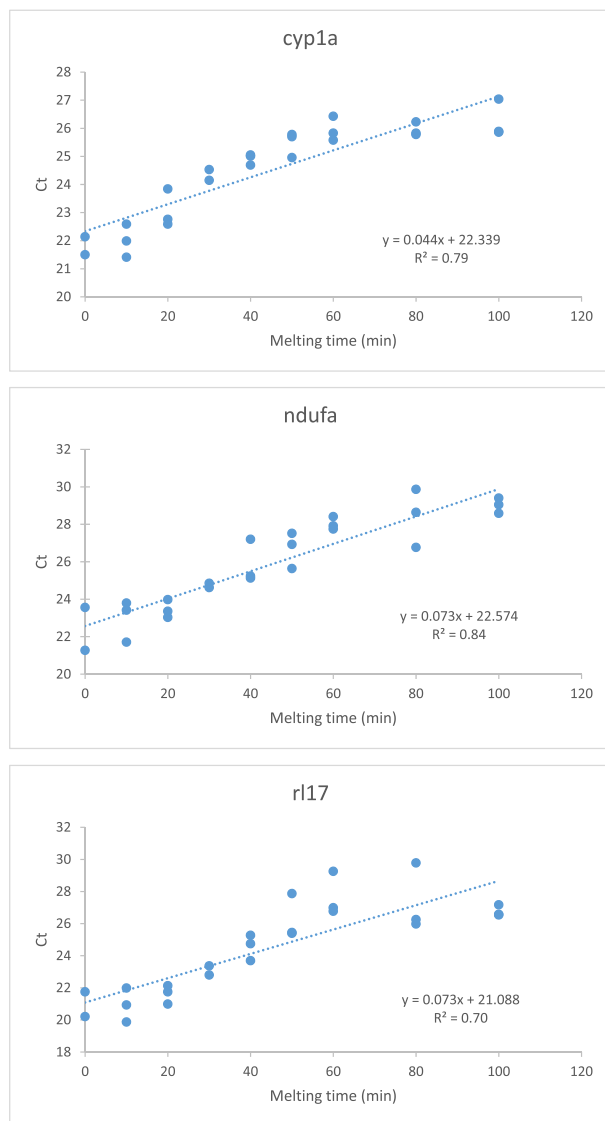 cyp1a
28
27
26
25
24
23
22
21
20
Ct
y = 0.044x + 22.339
R² = 0.79
0 20 40 60 80 100 120
Melting time (min)
ndufa
32
30
28
26
24
22
20
Ct
y = 0.073x + 22.574
R² = 0.84
0 20 40 60 80 100 120
Melting time (min)
rl17
32
30
28
26
24
22
20
18
Ct
y = 0.073x + 21.088
R² = 0.70
0 20 40 60 80 100 120
Melting time (min)